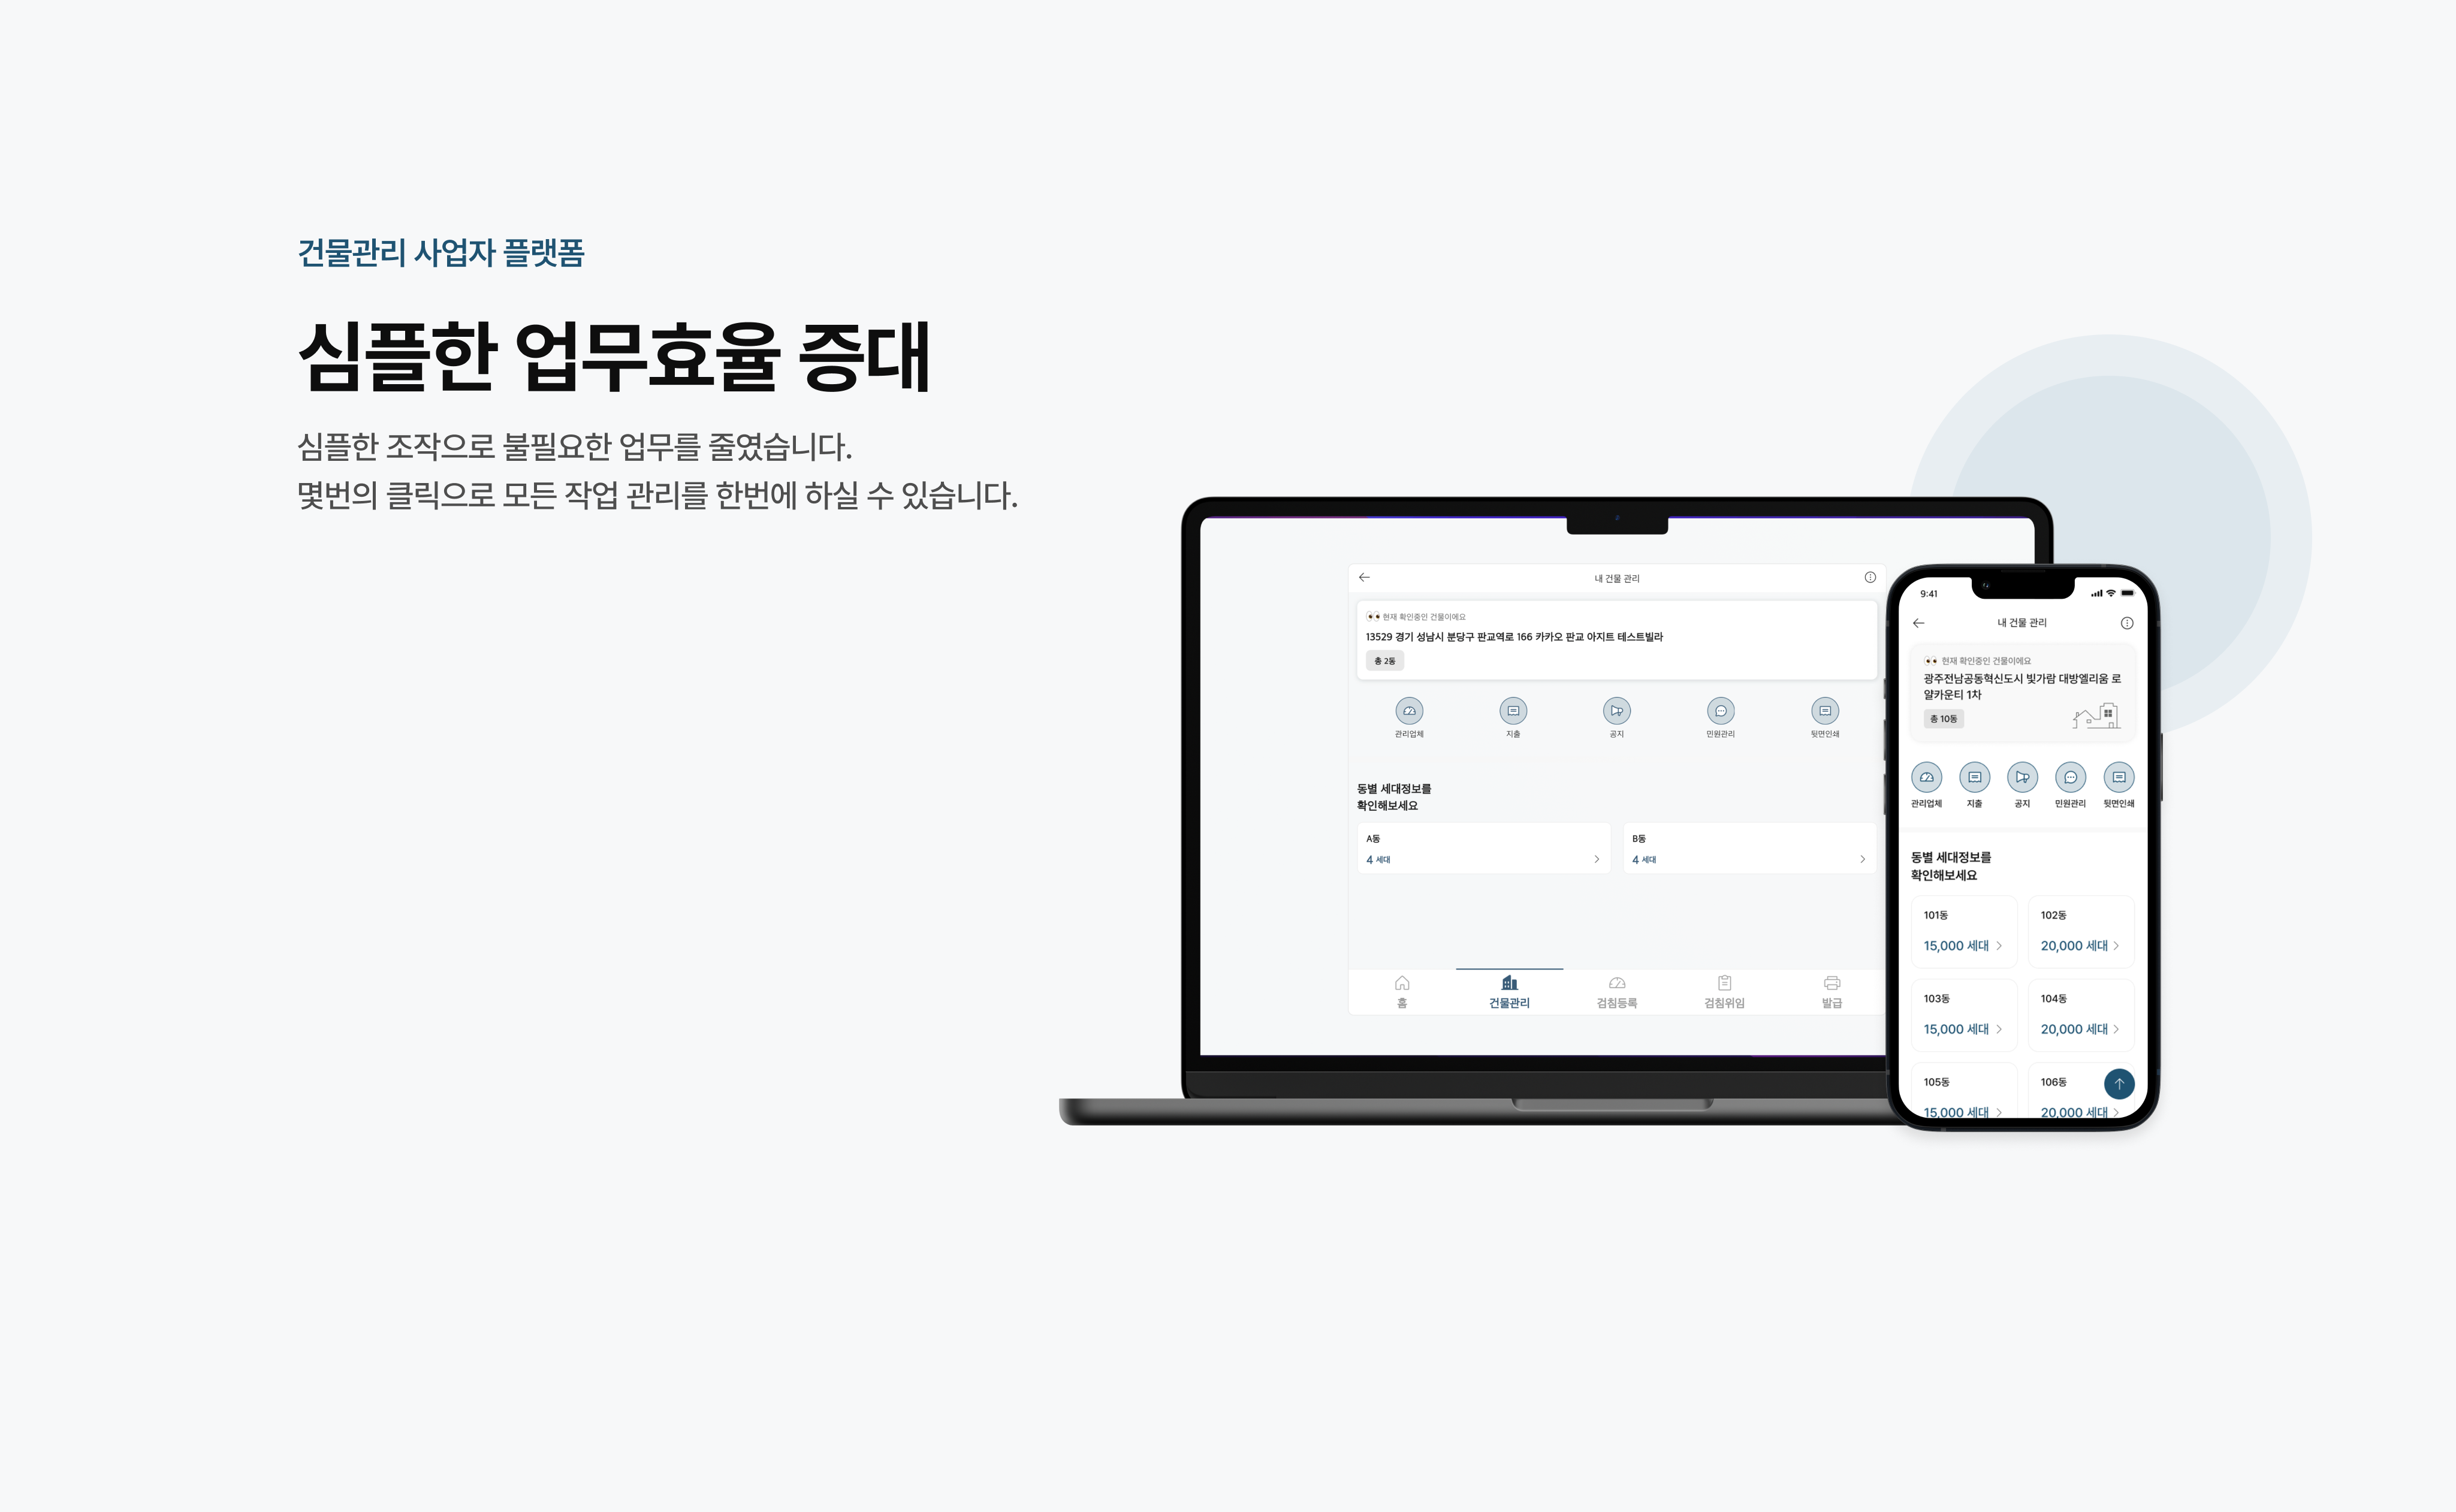 건물관리 사업자 플랫폼
심플한 업무효율 증대
심플한 조작으로 불필요한 업무를 줄였습니다.
몇번의 클릭으로 모든 작업 관리를 한번에 하실 수 있습니다.
내 건물 관리
👀 현재 확인중인 건물이에요
13529 경기 성남시 분당구 판교역로 166 카카오 판교 아지트 테스트빌라
총 2동
관리업체 지출 공지 민원관리 뒷면인쇄
동별 세대정보를
확인해보세요
A동 B동
4 세대 4 세대
홈 건물관리 검침등록 검침위임 발급
9:41
내 건물 관리
👀 현재 확인중인 건물이에요
광주전남공동혁신도시 빛가람 대방엘리움 로
얄카운티 1차
총 10동
관리업체 지출 공지 민원관리 뒷면인쇄
동별 세대정보를
확인해보세요
101동 102동
15,000 세대 20,000 세대
103동 104동
15,000 세대 20,000 세대
105동 106동
15,000 세대 20,000 세대